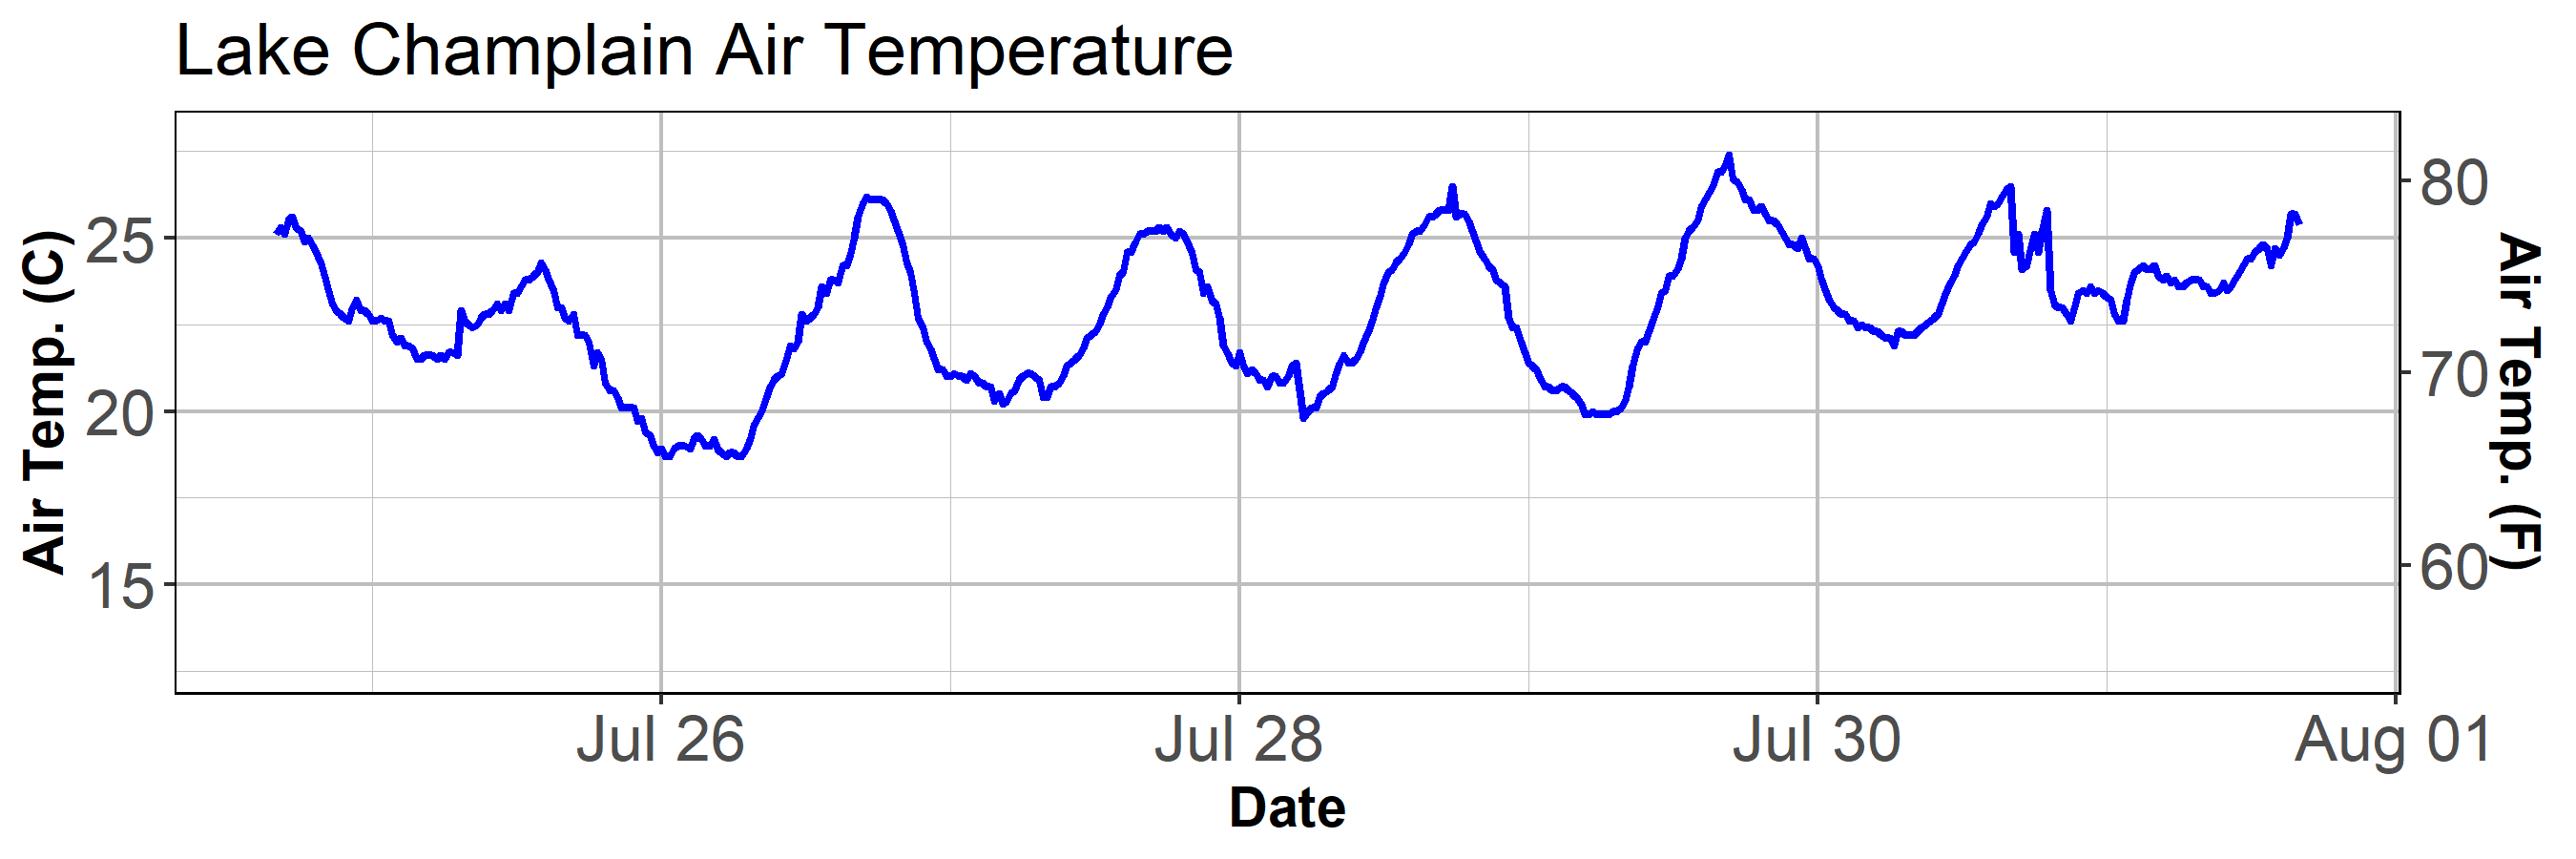 Lake Champlain Air Temperature
Air Temp. (C)
25
20
15
80
70
60
Air Temp. (F)
Jul 26
Jul 28
Jul 30
Aug 01
Date